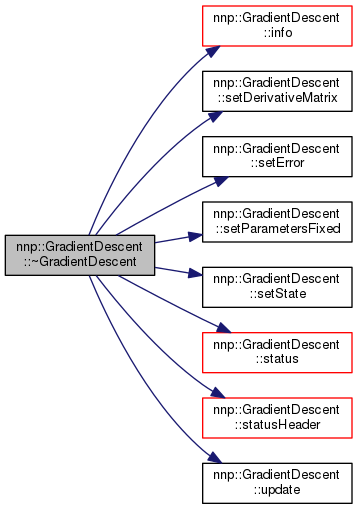 nnp::GradientDescent
::~GradientDescent
nnp::GradientDescent
::info
nnp::GradientDescent
::setDerivativeMatrix
nnp::GradientDescent
::setError
nnp::GradientDescent
::setParametersFixed
nnp::GradientDescent
::setState
nnp::GradientDescent
::status
nnp::GradientDescent
::statusHeader
nnp::GradientDescent
::update